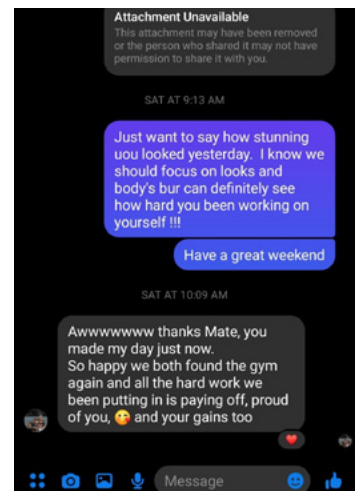 Attachment Unavailable
This attachment may have been removed
or the person who shared it may not have
permission to share it with you.
SAT AT 9:13 AM
Just want to say how stunning
uou looked yesterday. I know we
should focus on looks and
body's bur can definitely see
how hard you been working on
yourself !!!
Have a great weekend
SAT AT 10:09 AM
Awwwwwww thanks Mate, you
made my day just now.
So happy we both found the gym
again and all the hard work we
been putting in is paying off, proud
of you, 😘 and your gains too
Message